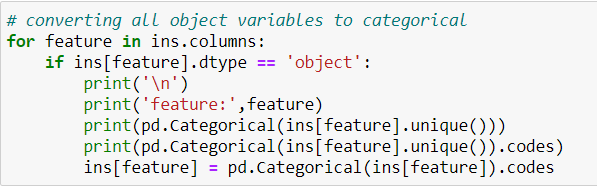 # converting all object variables to categorical
for feature in ins.columns:
    if ins[feature].dtype == 'object':
        print('\n')
        print('feature:',feature)
        print(pd.Categorical(ins[feature].unique()))
        print(pd.Categorical(ins[feature].unique()).codes)
        ins[feature] = pd.Categorical(ins[feature]).codes